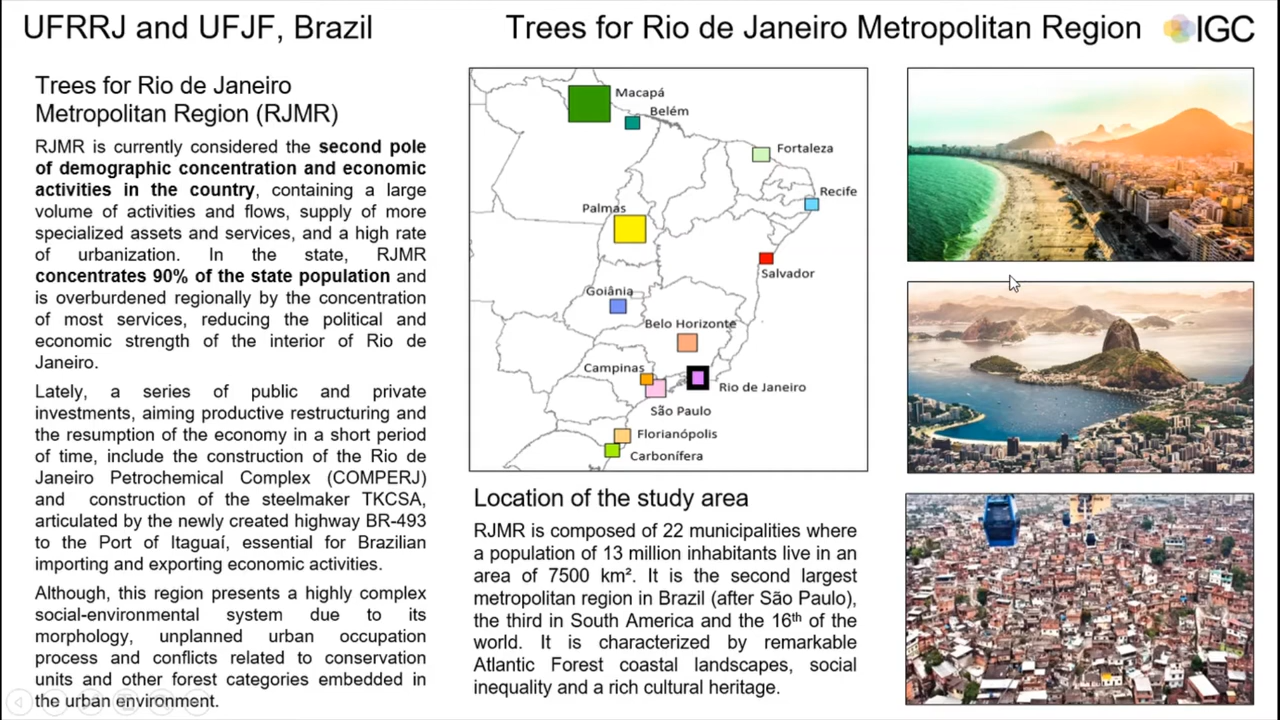 UFRRJ and UFJF, Brazil
Trees for Rio de Janeiro Metropolitan Region
IGC
Trees for Rio de Janeiro
Metropolitan Region (RJMR)
RJMR is currently considered the second pole
of demographic concentration and economic
activities in the country, containing a large
volume of activities and flows, supply of more
specialized assets and services, and a high rate
of urbanization. In the state, RJMR
concentrates 90% of the state population and
is overburdened regionally by the concentration
of most services, reducing the political and
economic strength of the interior of Rio de
Janeiro.
Lately, a series of public and private
investments, aiming productive restructuring and
the resumption of the economy in a short period
of time, include the construction of the Rio de
Janeiro Petrochemical Complex (COMPERJ)
and construction of the steelmaker TKCSA,
articulated by the newly created highway BR-493
to the Port of Itaguaí, essential for Brazilian
importing and exporting economic activities.
Although, this region presents a highly complex
social-environmental system due to its
morphology, unplanned urban occupation
process and conflicts related to conservation
units and other forest categories embedded in
the urban environment.
Macapá
Belém
Fortaleza
Recife
Palmas
Salvador
Goiânia
Belo Horizonte
Campinas
Rio de Janeiro
São Paulo
Florianópolis
Carbonífera
Location of the study area
RJMR is composed of 22 municipalities where
a population of 13 million inhabitants live in an
area of 7500 km². It is the second largest
metropolitan region in Brazil (after São Paulo),
the third in South America and the 16th of the
world. It is characterized by remarkable
Atlantic Forest coastal landscapes, social
inequality and a rich cultural heritage.